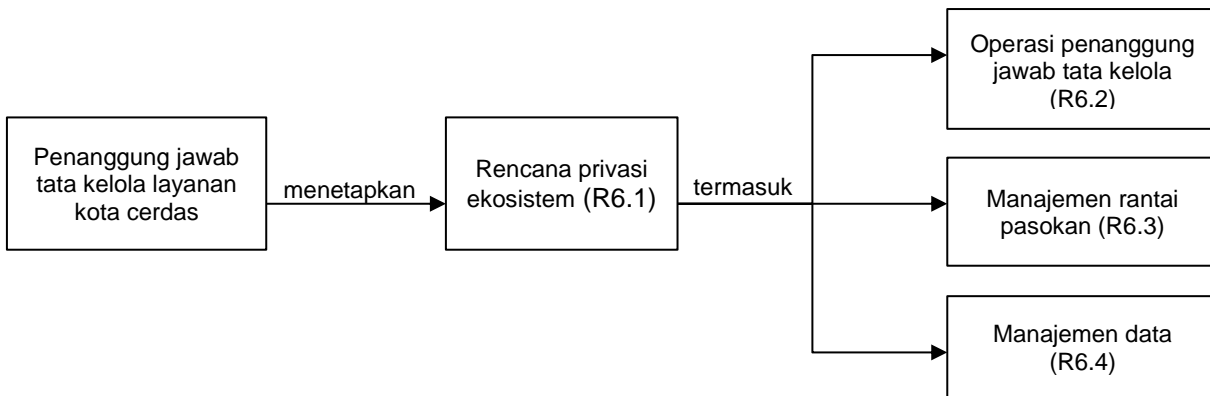 Penanggung jawab
tata kelola layanan
kota cerdas
menetapkan
Rencana privasi
ekosistem (R6.1)
termasuk
Operasi penanggung
jawab tata kelola
(R6.2)
Manajemen rantai
pasokan (R6.3)
Manajemen data
(R6.4)